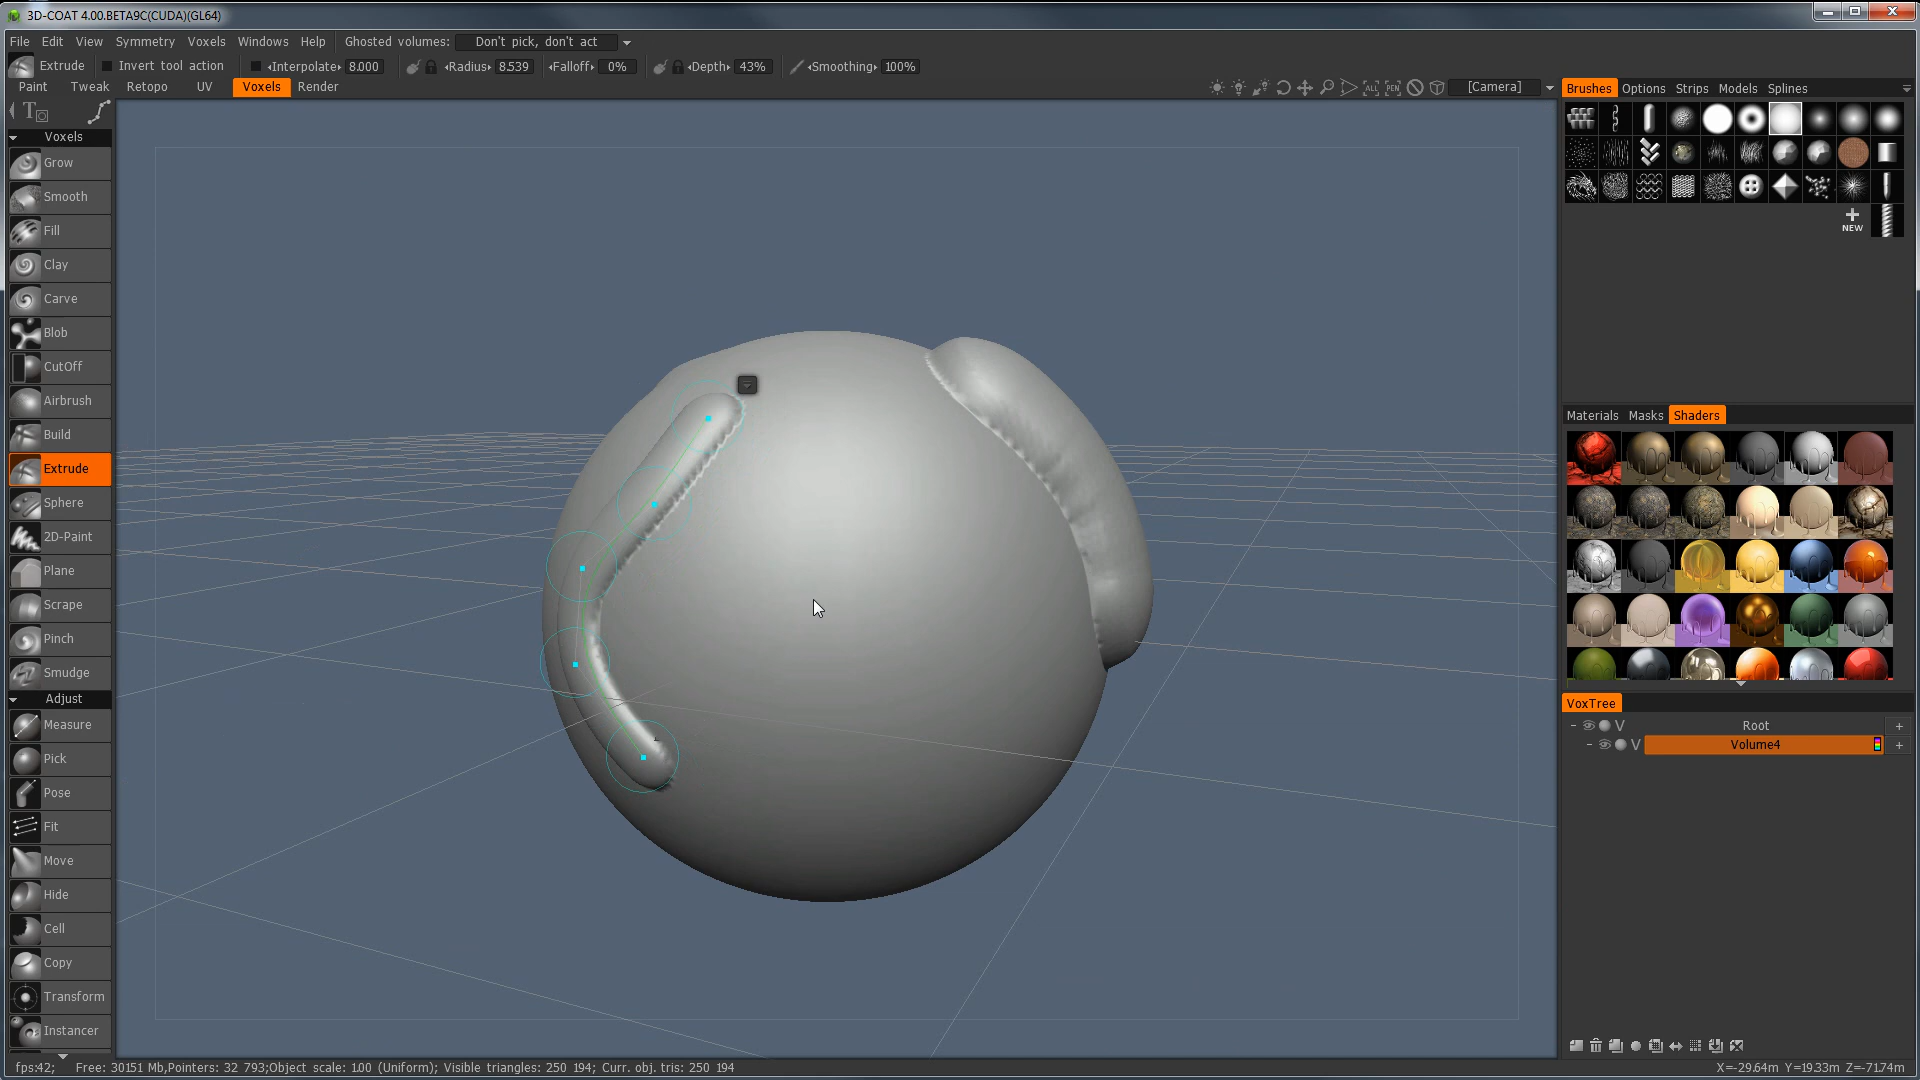 3D-COAT 4.00.BETA9C(CUDA)(GL64)
File Edit View Symmetry Voxels Windows Help Ghosted volumes: Don't pick, don't act
Extrude Invert tool action Interpolate 8.000 Radius 8.539 Falloff 0% Depth 43% Smoothing 100%
Paint Tweak Retopo UV Voxels Render ALL PEN [Camera]
Brushes Options Strips Models Splines
T
Voxels
Grow
Smooth
Fill
Clay
Carve
Blob
CutOff
Airbrush
Build
Extrude
Sphere
2D-Paint
Plane
Scrape
Pinch
Smudge
Adjust
Measure
Pick
Pose
Fit
Move
Hide
Cell
Copy
Transform
Instancer
NEW
Materials Masks Shaders
VoxTree
V Root +
V Volume4 +
fps:42; Free: 30151 Mb,Pointers: 32 793;Object scale: 1.00 (Uniform); Visible triangles: 250 194; Curr. obj. tris: 250 194
X=-29.64m Y=19.33m Z=-71.74m